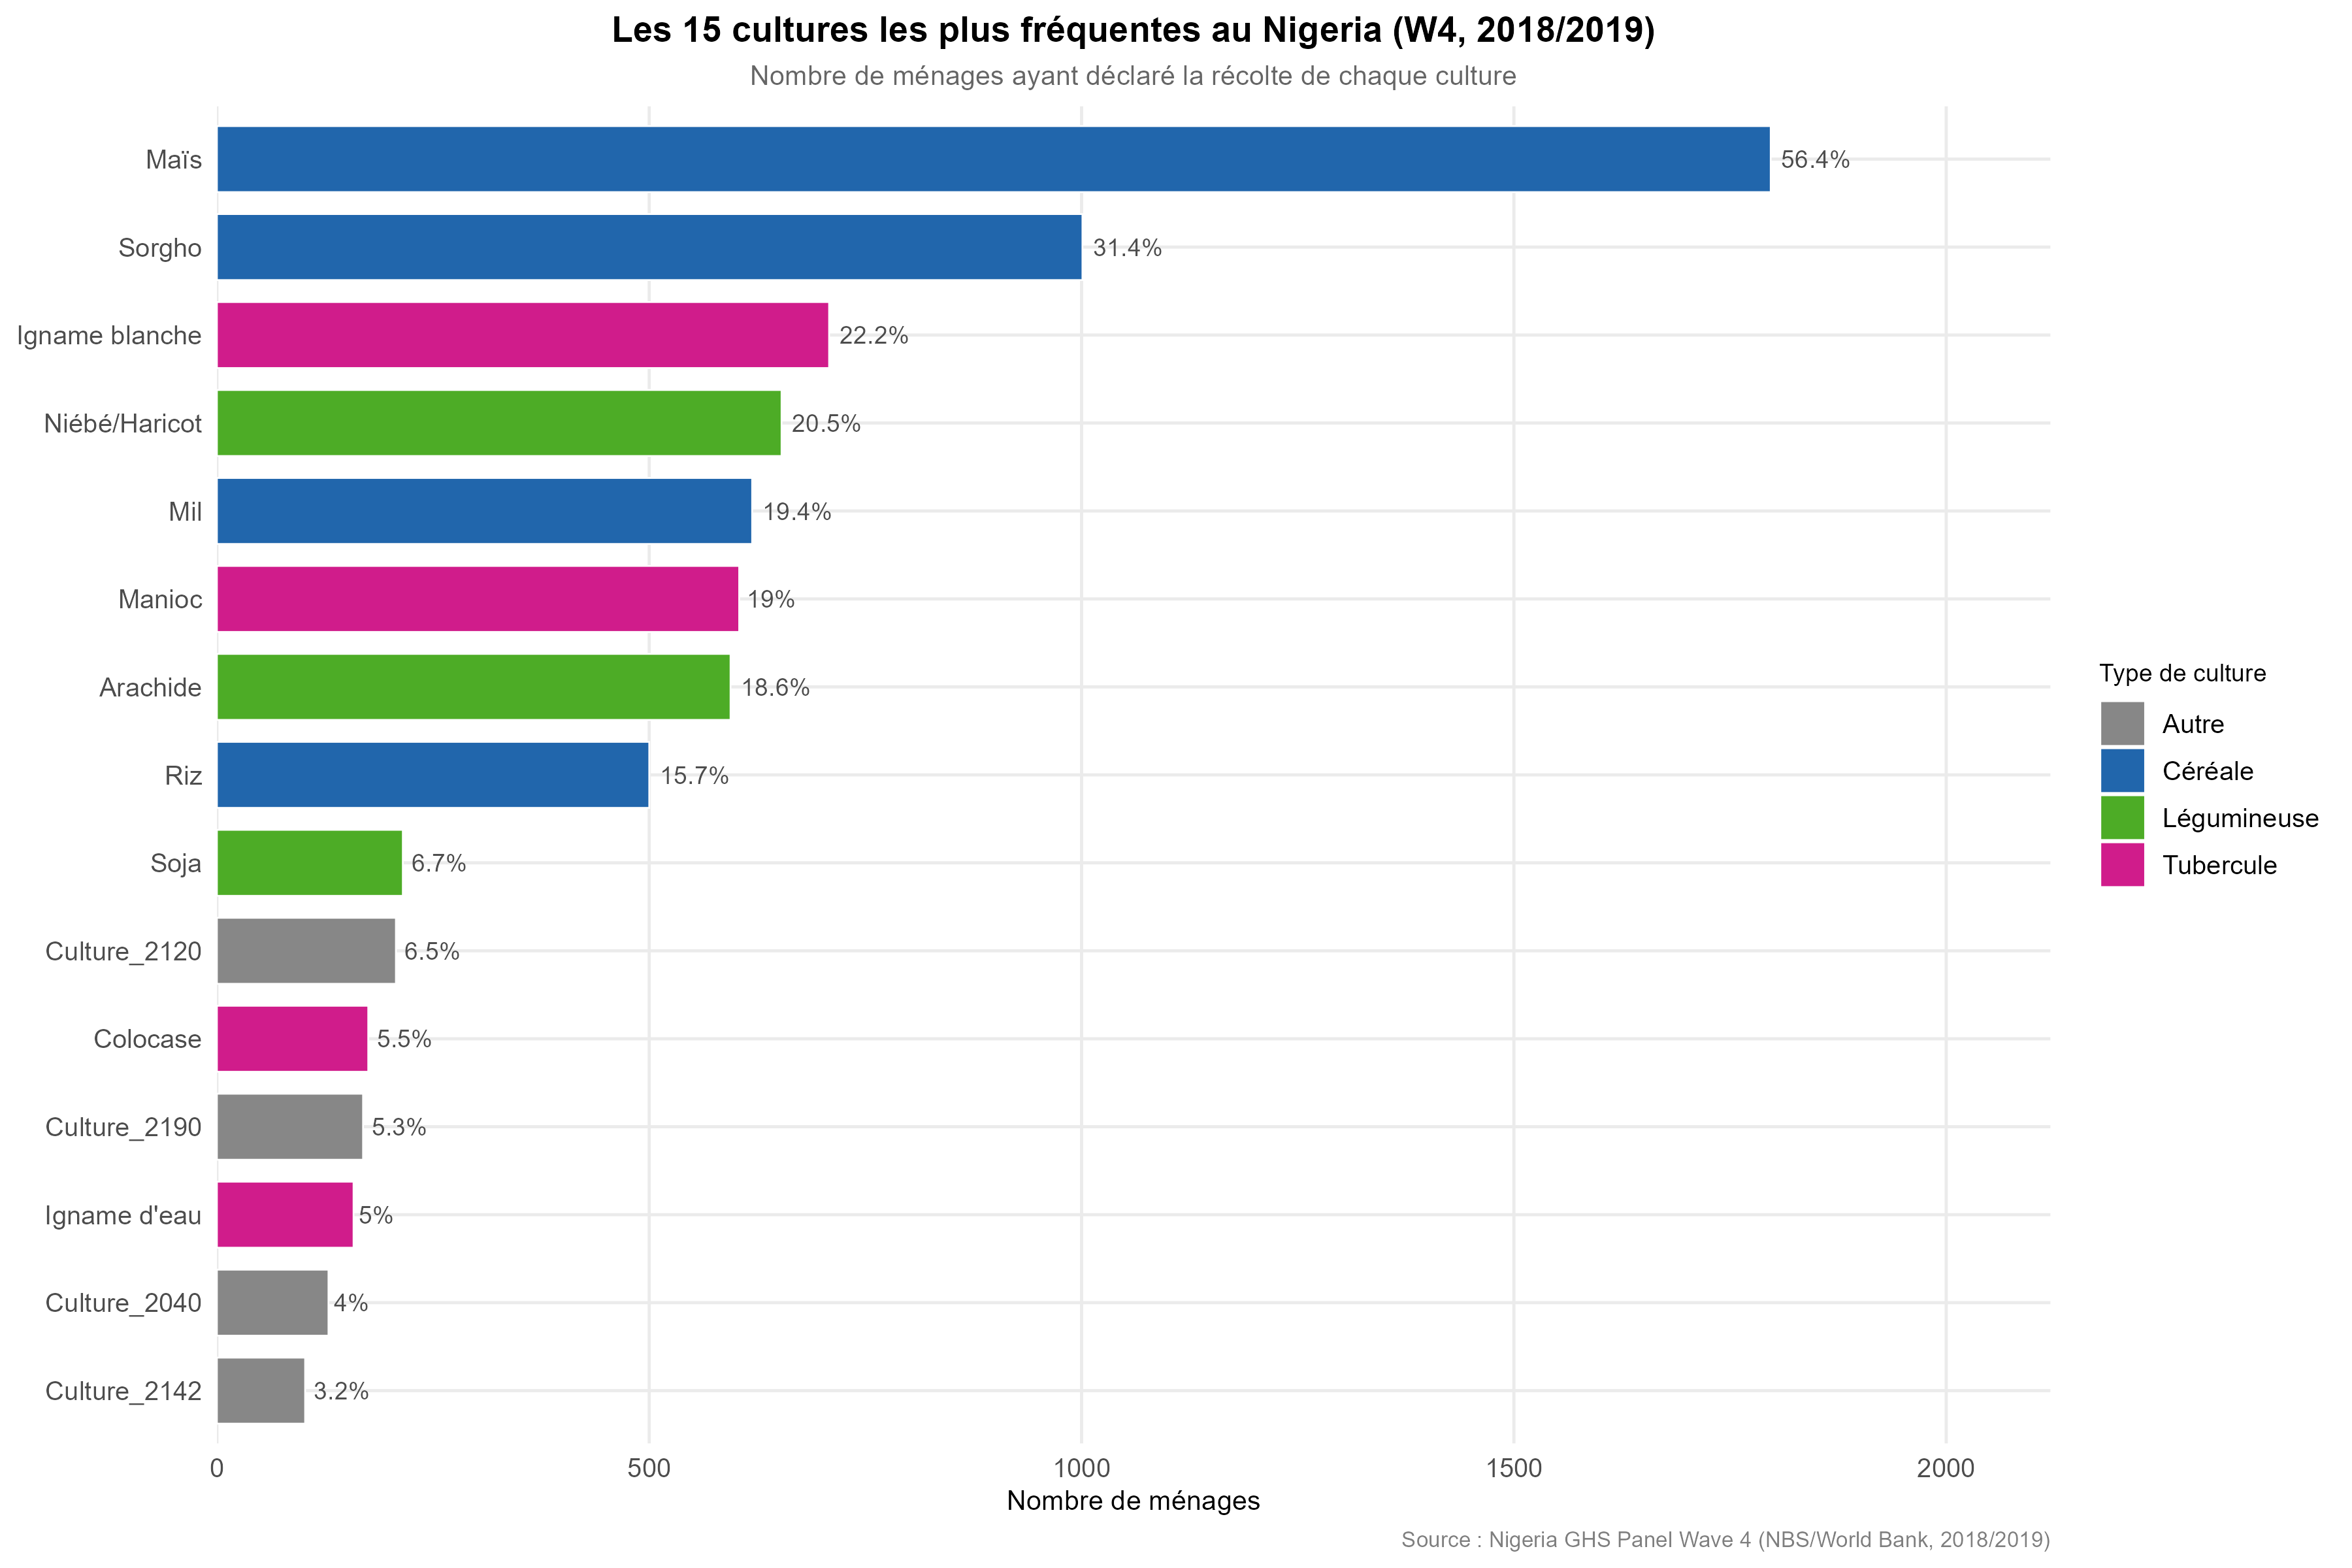 Les 15 cultures les plus fréquentes au Nigeria (W4, 2018/2019)
Nombre de ménages ayant déclaré la récolte de chaque culture
Maïs 56.4%
Sorgho 31.4%
Igname blanche 22.2%
Niébé/Haricot 20.5%
Mil 19.4%
Manioc 19%
Arachide 18.6%
Riz 15.7%
Soja 6.7%
Culture_2120 6.5%
Colocase 5.5%
Culture_2190 5.3%
Igname d'eau 5%
Culture_2040 4%
Culture_2142 3.2%
0 500 1000 1500 2000
Nombre de ménages
Type de culture
Autre
Céréale
Légumineuse
Tubercule
Source : Nigeria GHS Panel Wave 4 (NBS/World Bank, 2018/2019)